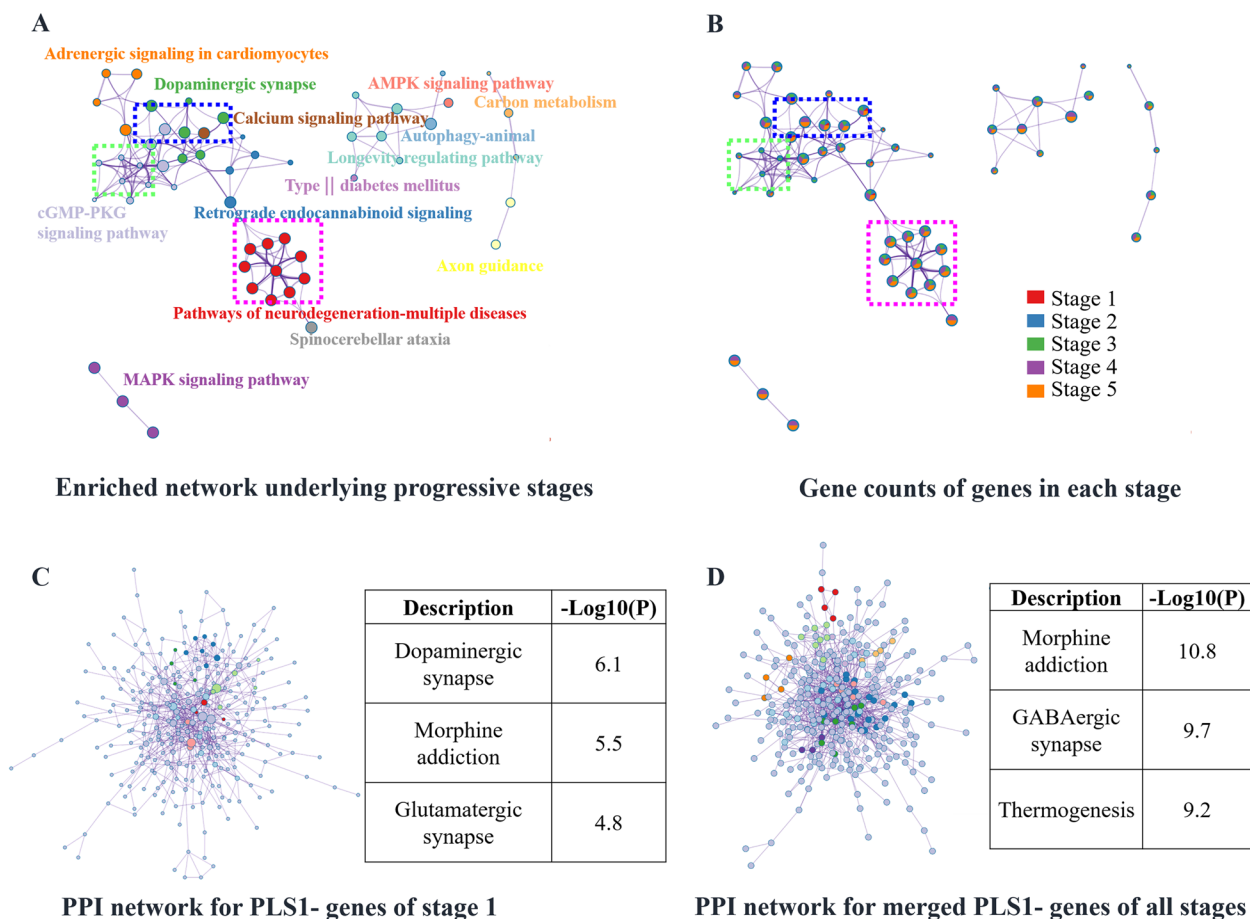 A
Adrenergic signaling in cardiomyocytes
Dopaminergic synapse
AMPK signaling pathway
Carbon metabolism
Calcium signaling pathway
Autophagy-animal
Longevity regulating pathway
Type || diabetes mellitus
cGMP-PKG
signaling pathway
Retrograde endocannabinoid signaling
Axon guidance
Pathways of neurodegeneration-multiple diseases
Spinocerebellar ataxia
MAPK signaling pathway
Enriched network underlying progressive stages
B
Stage 1
Stage 2
Stage 3
Stage 4
Stage 5
Gene counts of genes in each stage
C
Description -Log10(P)
Dopaminergic
synapse
6.1
Morphine
addiction
5.5
Glutamatergic
synapse
4.8
PPI network for PLS1- genes of stage 1
D
Description -Log10(P)
Morphine
addiction
10.8
GABAergic
synapse
9.7
Thermogenesis 9.2
PPI network for merged PLS1- genes of all stages